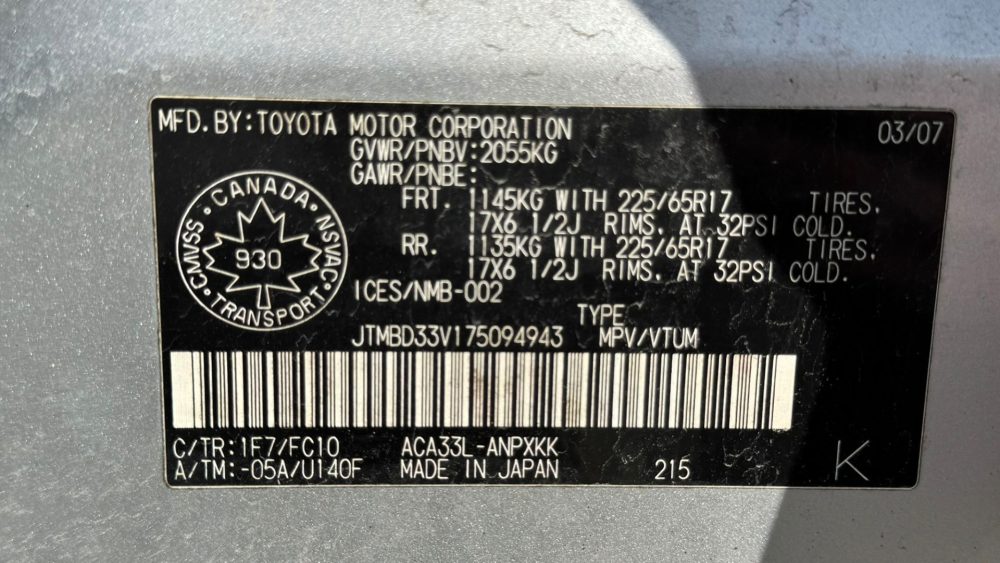 MFD.BY:TOYOTA MOTOR CORPORATION 03/07
GVWR/PNBV:2055KG
GAWR/PNBE:
FRT. 1145KG WITH 225/65R17 TIRES,
17X6 1/2J RIMS, AT 32PSI COLD.
RR. 1135KG WITH 225/65R17 TIRES,
17X6 1/2J RIMS, AT 32PSI COLD.
CANADA
CMVSS
NSVAC
930
TRANSPORT
ICES/NMB-002
TYPE
JTMBD33V175094943 MPV/VTUM
C/TR:1F7/FC10 ACA33L-ANPXKK
A/TM:-05A/U140F MADE IN JAPAN 215 K